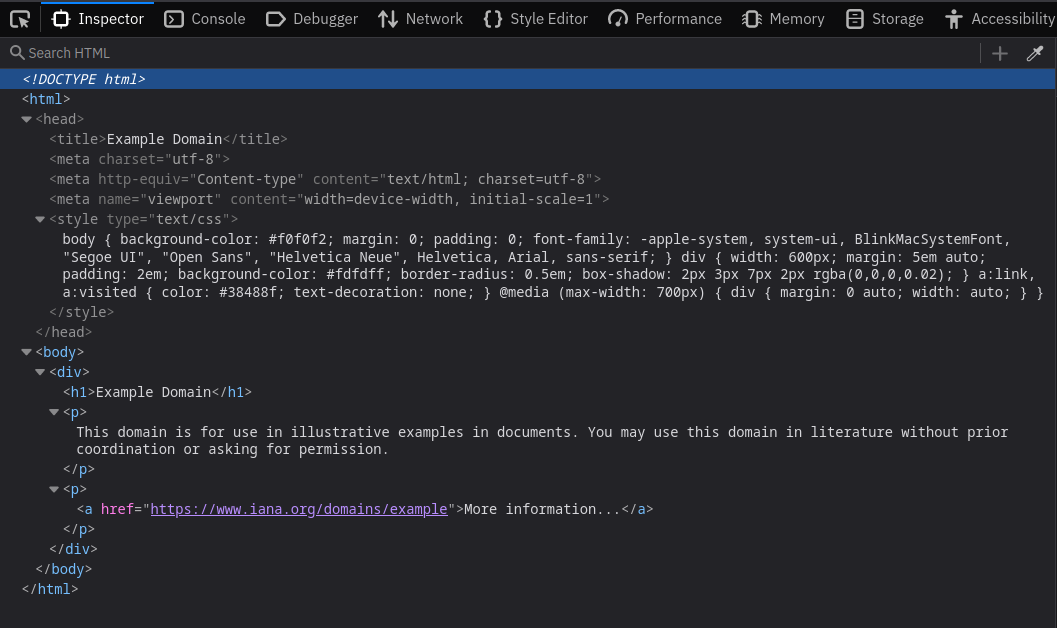 Inspector Console Debugger Network Style Editor Performance Memory Storage Accessibility
Search HTML
<!DOCTYPE html>
<html>
<head>
<title>Example Domain</title>
<meta charset="utf-8">
<meta http-equiv="Content-type" content="text/html; charset=utf-8">
<meta name="viewport" content="width=device-width, initial-scale=1">
<style type="text/css">
body { background-color: #f0f0f2; margin: 0; padding: 0; font-family: -apple-system, system-ui, BlinkMacSystemFont,
"Segoe UI", "Open Sans", "Helvetica Neue", Helvetica, Arial, sans-serif; } div { width: 600px; margin: 5em auto;
padding: 2em; background-color: #fdfdff; border-radius: 0.5em; box-shadow: 2px 3px 7px 2px rgba(0,0,0,0.02); } a:link,
a:visited { color: #38488f; text-decoration: none; } @media (max-width: 700px) { div { margin: 0 auto; width: auto; } }
</style>
</head>
<body>
<div>
<h1>Example Domain</h1>
<p>
This domain is for use in illustrative examples in documents. You may use this domain in literature without prior
coordination or asking for permission.
</p>
<p>
<a href="https://www.iana.org/domains/example">More information...</a>
</p>
</div>
</body>
</html>